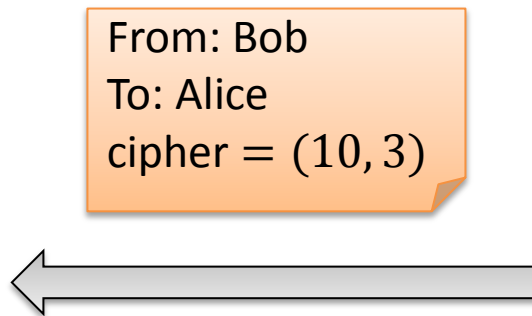 From: Bob
To: Alice
cipher = (10, 3)